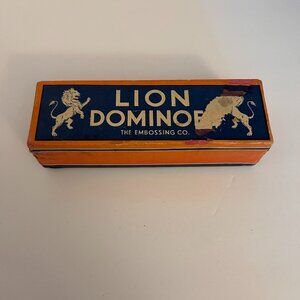 LION
DOMINOE
THE EMBOSSING CO.